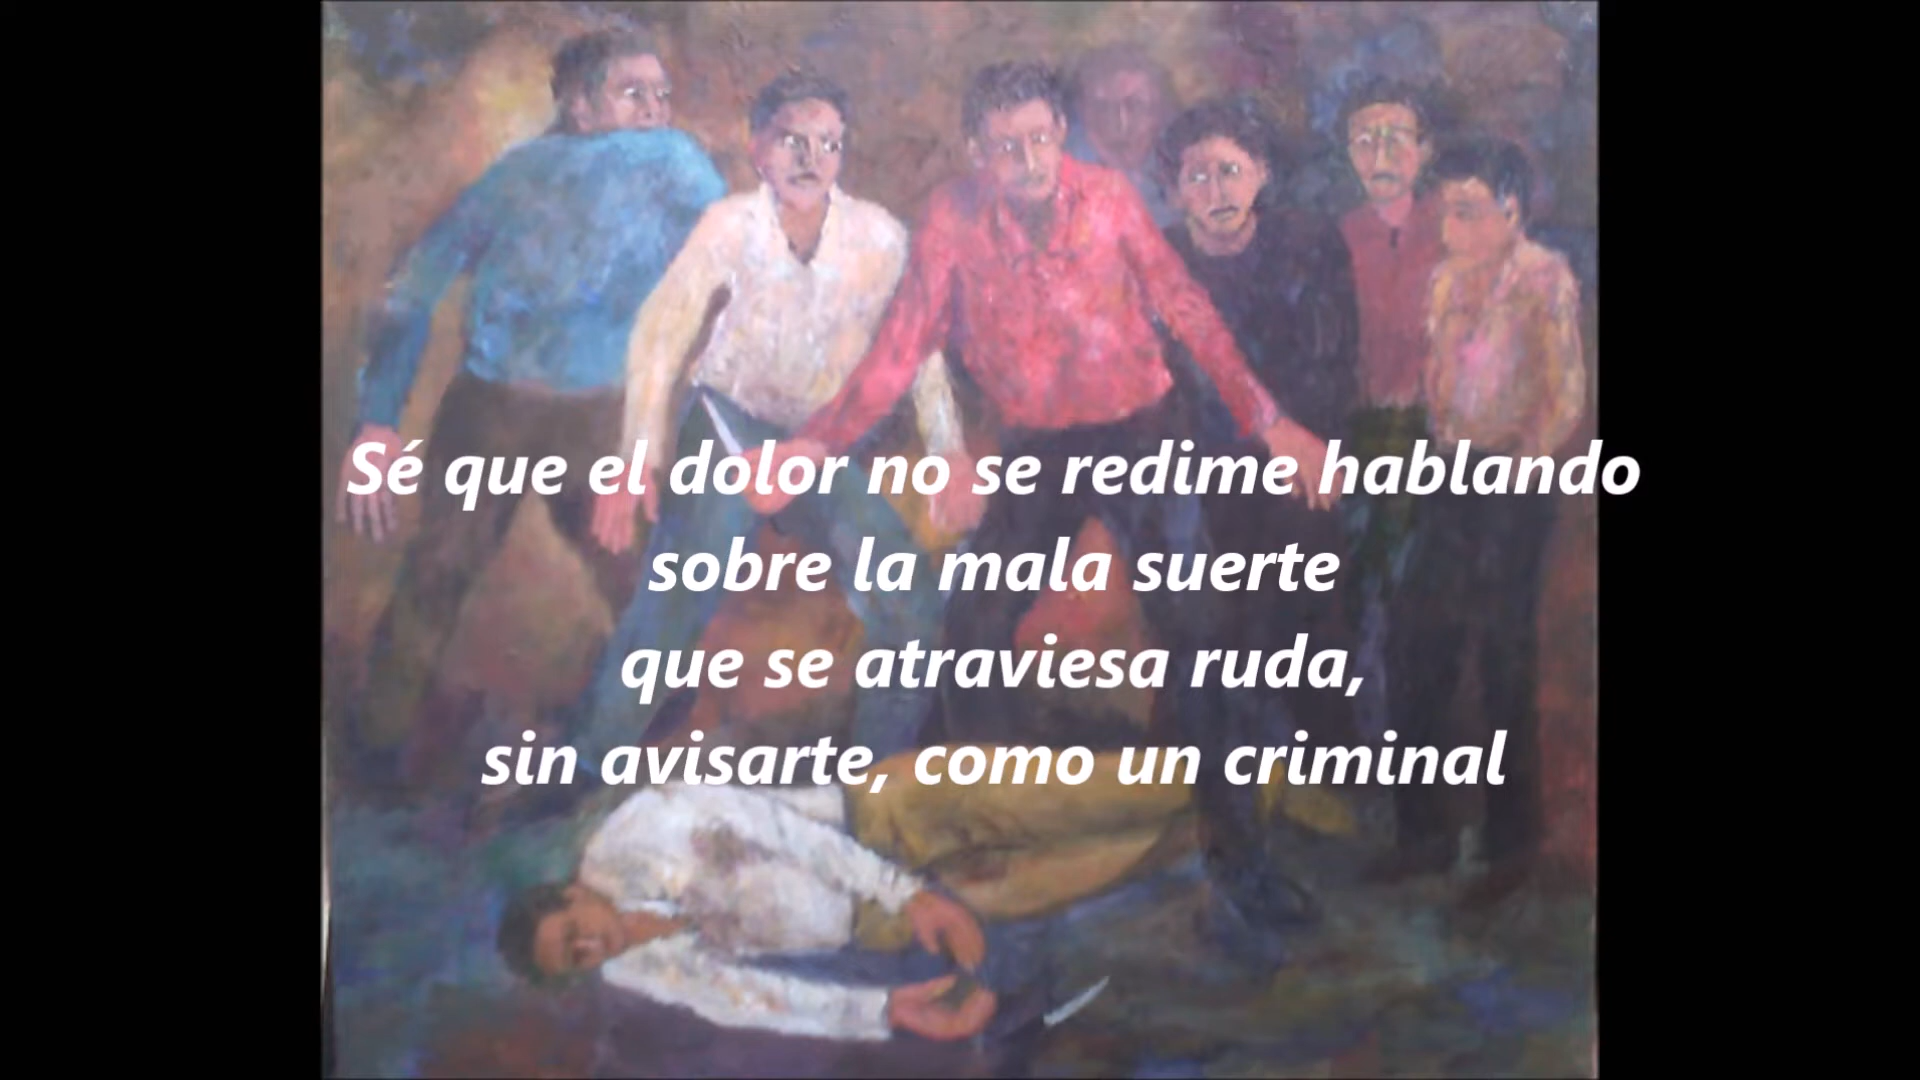 Sé que el dolor no se redime hablando
sobre la mala suerte
que se atraviesa ruda,
sin avisarte, como un criminal